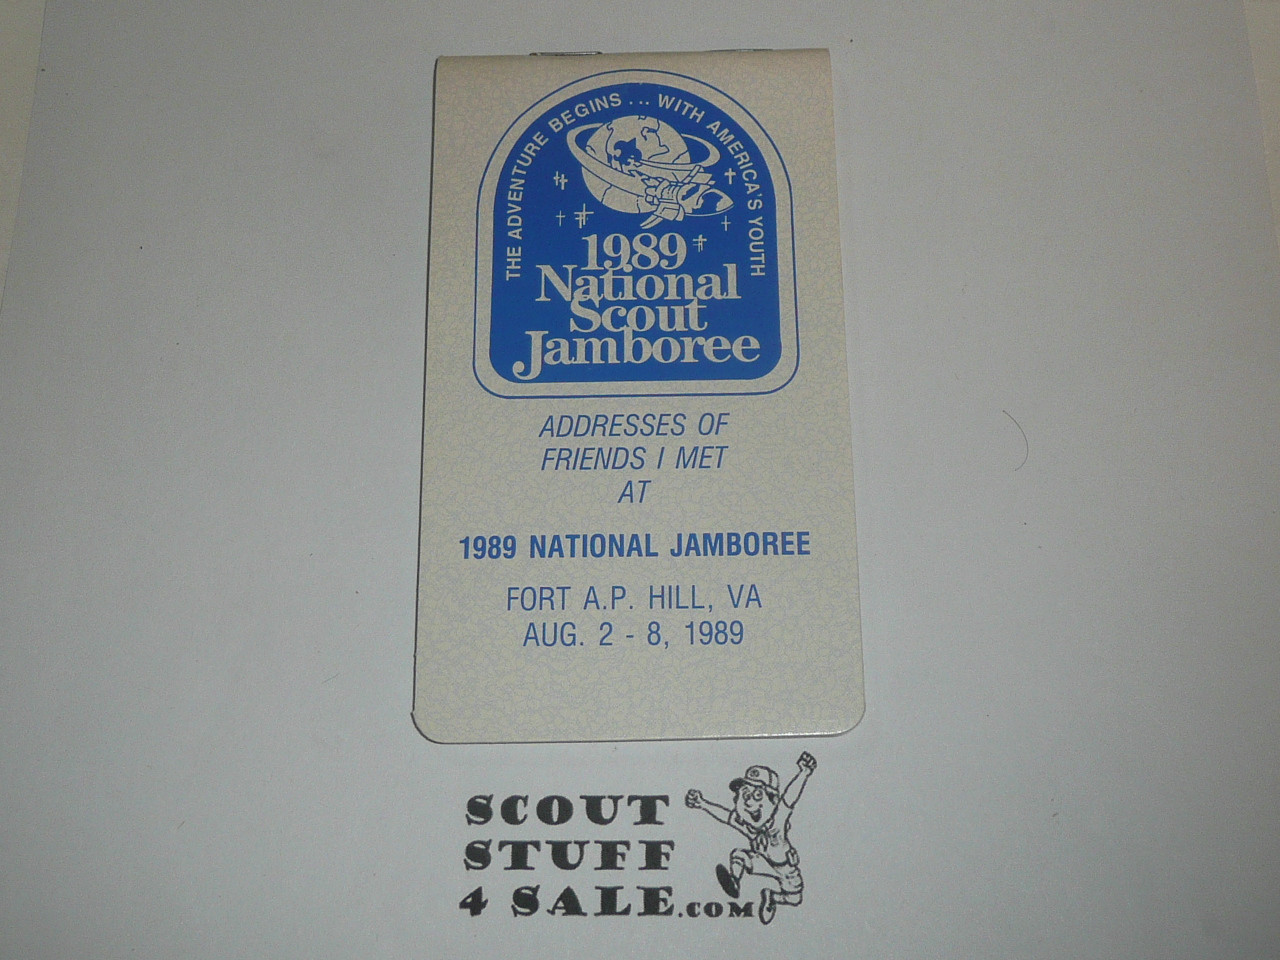 THE ADVENTURE BEGINS ... WITH AMERICA'S YOUTH
1989
National
Scout
Jamboree
ADDRESSES OF
FRIENDS I MET
AT
1989 NATIONAL JAMBOREE
FORT A.P. HILL, VA
AUG. 2 - 8, 1989
SCOUT
STUFF
4 SALE.COM